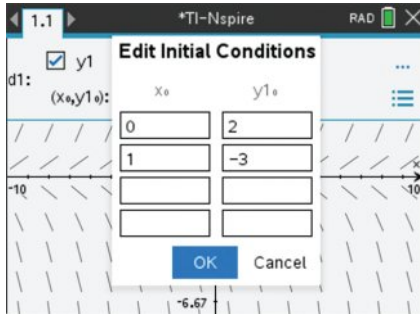 1.1
*TI-Nspire
RAD
Edit Initial Conditions
y1
...
d1:
(x₀,y1₀):
x₀ y1₀
0 2
1 -3
x
-10
10
OK Cancel
-6.67